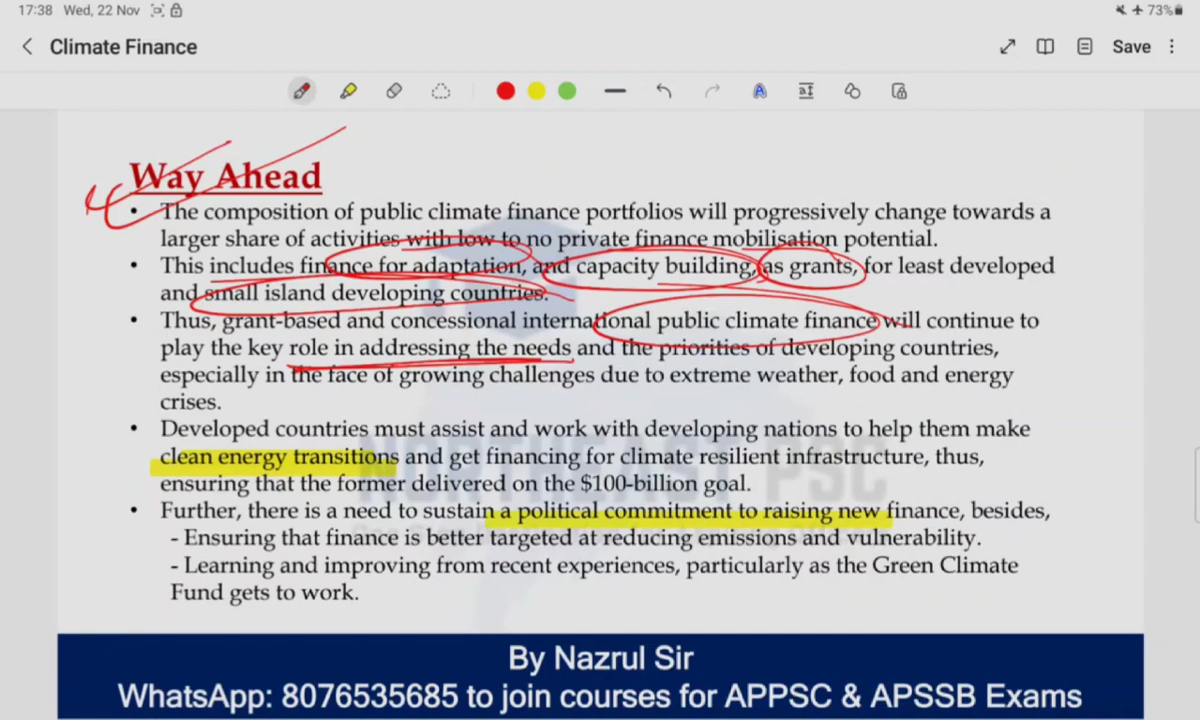 17:38 Wed, 22 Nov
73%
Climate Finance
Save
Way Ahead
• The composition of public climate finance portfolios will progressively change towards a
larger share of activities with low to no private finance mobilisation potential.
• This includes finance for adaptation, and capacity building, as grants, for least developed
and small island developing countries.
• Thus, grant-based and concessional international public climate finance will continue to
play the key role in addressing the needs and the priorities of developing countries,
especially in the face of growing challenges due to extreme weather, food and energy
crises.
• Developed countries must assist and work with developing nations to help them make
clean energy transitions and get financing for climate resilient infrastructure, thus,
ensuring that the former delivered on the $100-billion goal.
• Further, there is a need to sustain a political commitment to raising new finance, besides,
- Ensuring that finance is better targeted at reducing emissions and vulnerability.
- Learning and improving from recent experiences, particularly as the Green Climate
Fund gets to work.
NORTHEAST PSC
By Nazrul Sir
WhatsApp: 8076535685 to join courses for APPSC & APSSB Exams